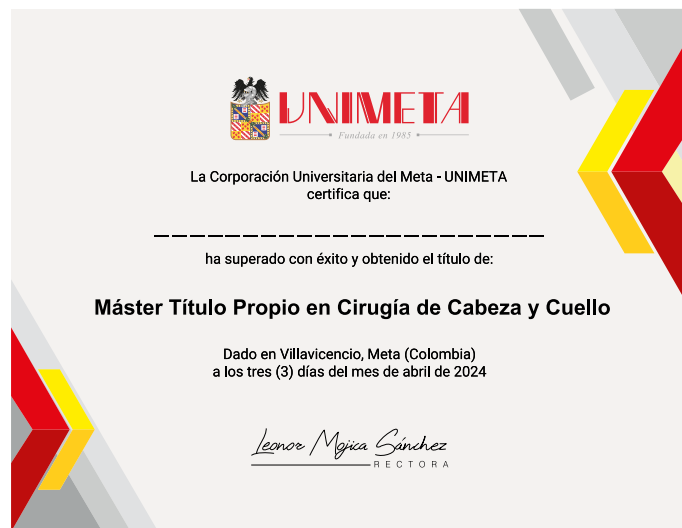 UNIMETA
Fundada en 1985
La Corporación Universitaria del Meta - UNIMETA
certifica que:
ha superado con éxito y obtenido el título de:
Máster Título Propio en Cirugía de Cabeza y Cuello
Dado en Villavicencio, Meta (Colombia)
a los tres (3) días del mes de abril de 2024
Leonor Mojica Sánchez
RECTORA